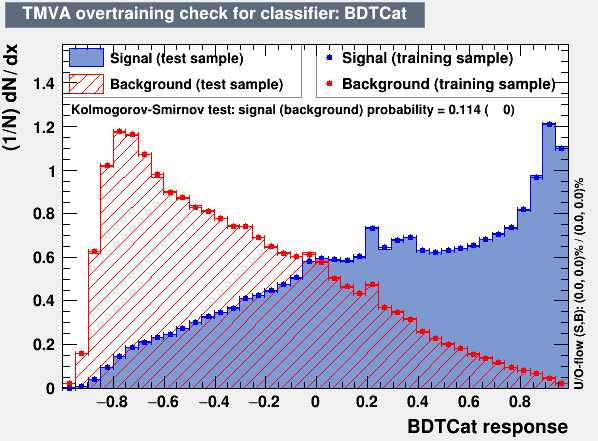 TMVA overtraining check for classifier: BDTCat
(1/N) dN / dx
Signal (test sample)
Signal (training sample)
Background (test sample)
Background (training sample)
Kolmogorov-Smirnov test: signal (background) probability = 0.114 ( 0)
1.4
1.2
1
0.8
0.6
0.4
0.2
0
−0.8 −0.6 −0.4 −0.2 0 0.2 0.4 0.6 0.8
BDTCat response
U/O-flow (S,B): (0.0, 0.0)% / (0.0, 0.0)%